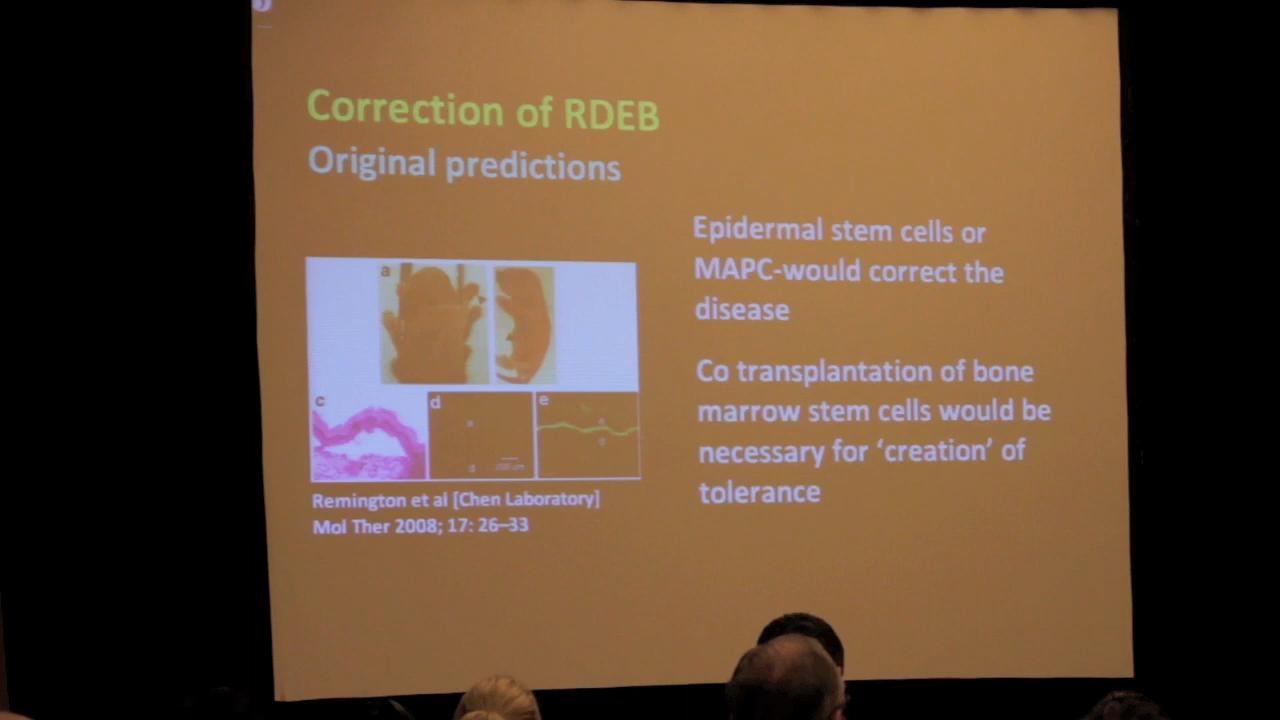 Correction of RDEB
Original predictions
Epidermal stem cells or
MAPC-would correct the
disease
Co transplantation of bone
marrow stem cells would be
necessary for ‘creation’ of
tolerance
a
c
d
e
Remington et al [Chen Laboratory]
Mol Ther 2008; 17: 26–33